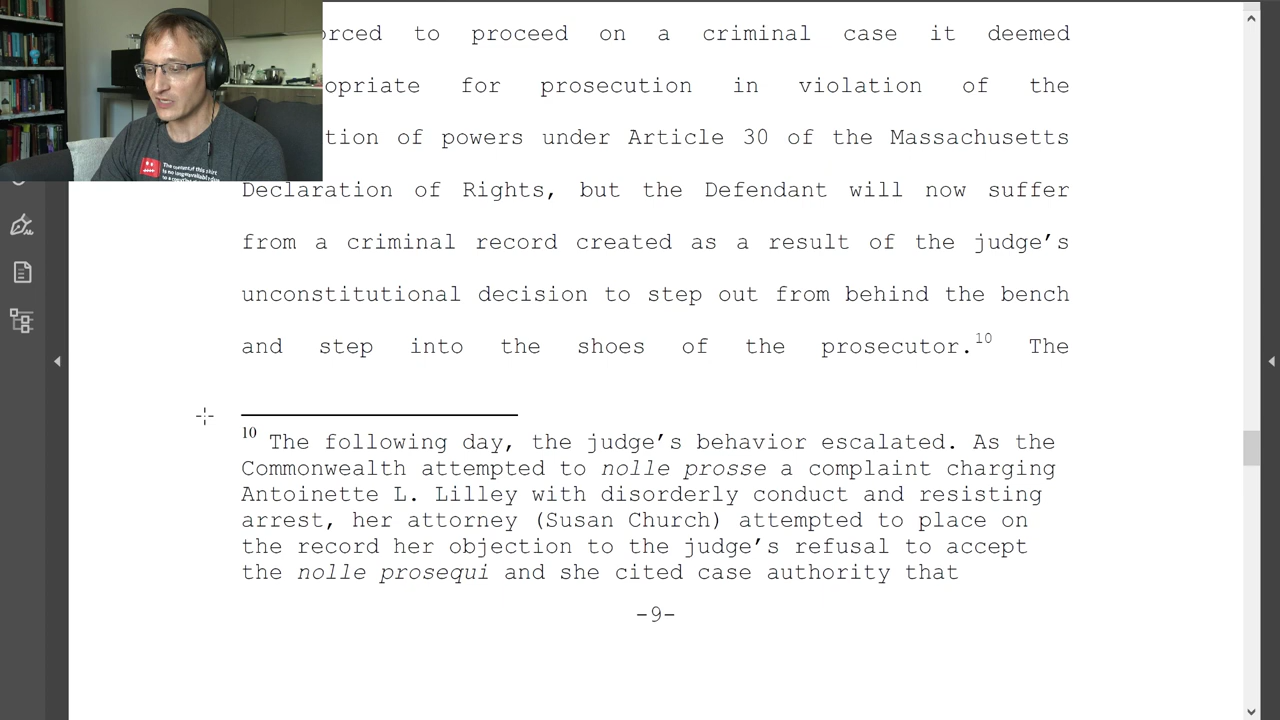 orced to proceed on a criminal case it deemed
opriate for prosecution in violation of the
tion of powers under Article 30 of the Massachusetts
Declaration of Rights, but the Defendant will now suffer
from a criminal record created as a result of the judge’s
unconstitutional decision to step out from behind the bench
and step into the shoes of the prosecutor.10 The
10 The following day, the judge’s behavior escalated. As the
Commonwealth attempted to nolle prosse a complaint charging
Antoinette L. Lilley with disorderly conduct and resisting
arrest, her attorney (Susan Church) attempted to place on
the record her objection to the judge’s refusal to accept
the nolle prosequi and she cited case authority that
-9-